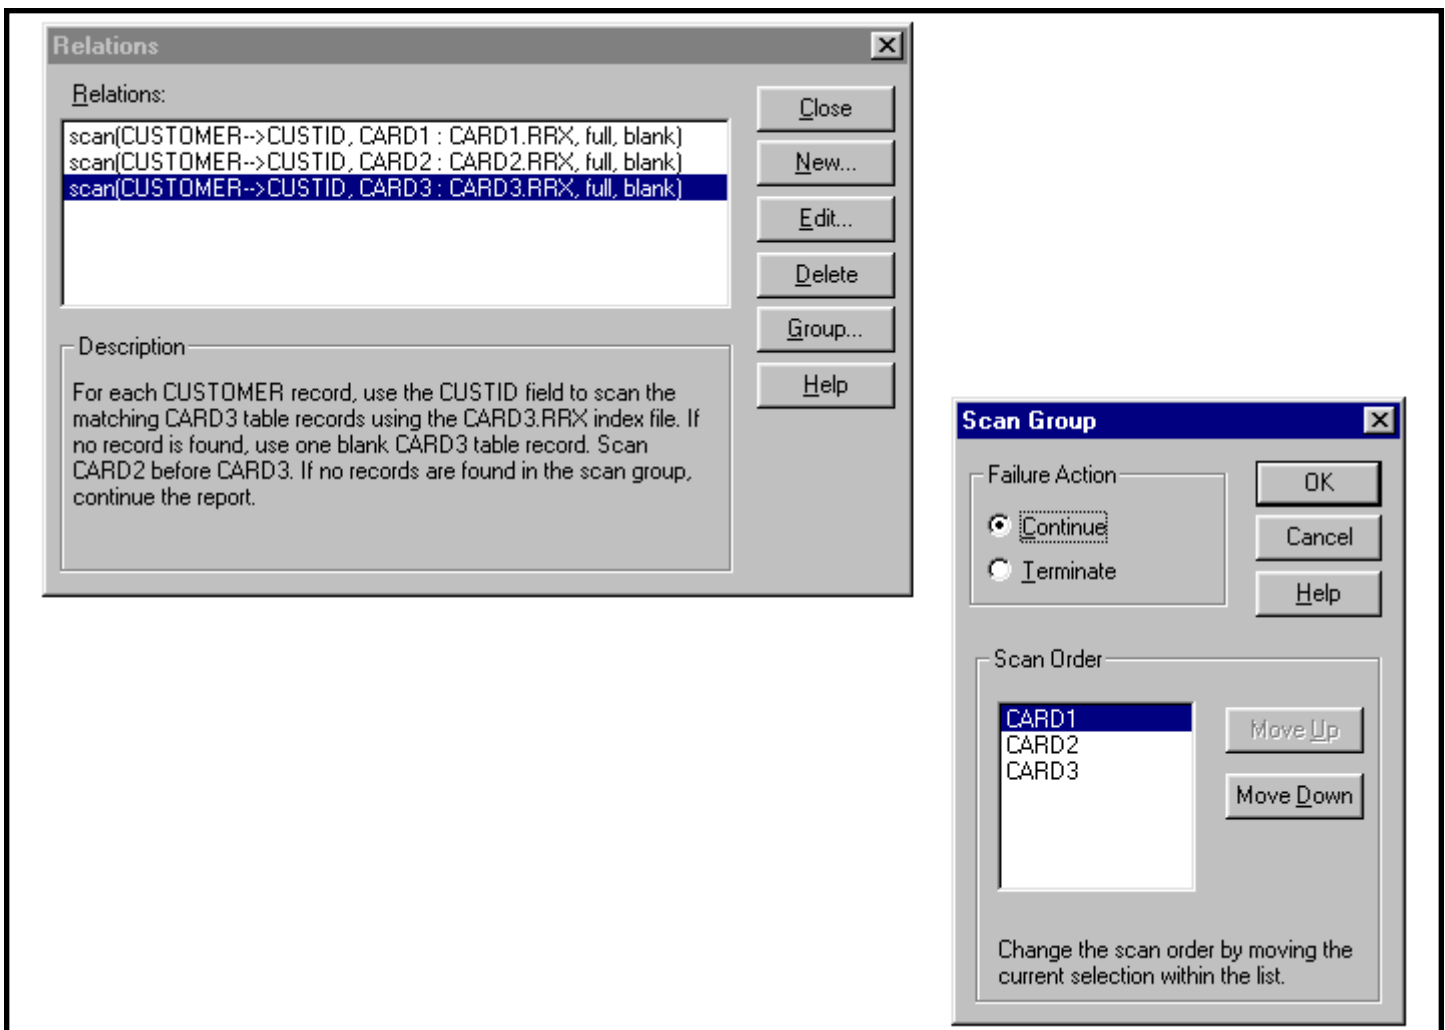 Relations
Relations:
scan(CUSTOMER-->CUSTID, CARD1 : CARD1.RRX, full, blank)
scan(CUSTOMER-->CUSTID, CARD2 : CARD2.RRX, full, blank)
scan(CUSTOMER-->CUSTID, CARD3 : CARD3.RRX, full, blank)
Close
New...
Edit...
Delete
Group...
Help
Description
For each CUSTOMER record, use the CUSTID field to scan the
matching CARD3 table records using the CARD3.RRX index file. If
no record is found, use one blank CARD3 table record. Scan
CARD2 before CARD3. If no records are found in the scan group,
continue the report.
Scan Group
Failure Action
Continue
Terminate
OK
Cancel
Help
Scan Order
CARD1
CARD2
CARD3
Move Up
Move Down
Change the scan order by moving the
current selection within the list.